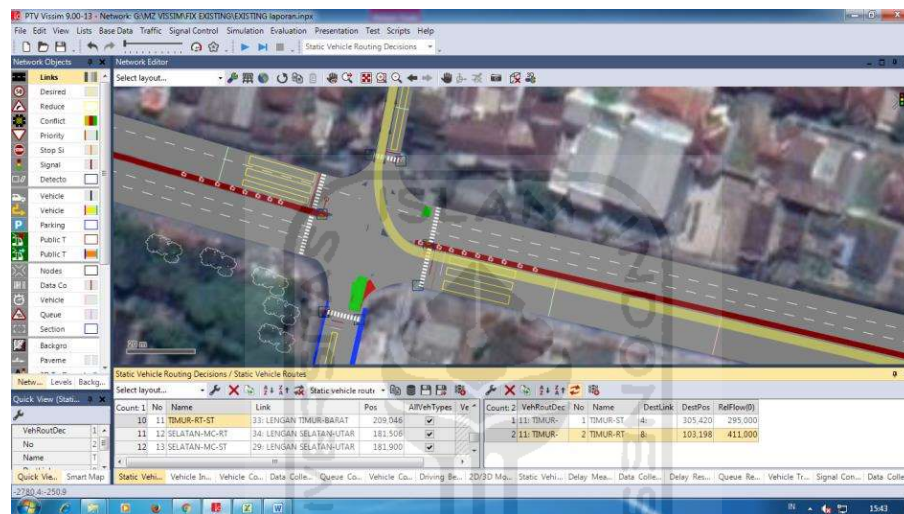 PTV Vissim 9.00-13 - Network: G:\MZ VISSIM\FIX EXISTING\EXISTING laporan.inpx
File Edit View Lists Base Data Traffic Signal Control Simulation Evaluation Presentation Test Scripts Help
Static Vehicle Routing Decisions
Network Objects
Network Editor
Select layout...
Links
Desired
Reduce
Conflict
Priority
Stop Si
Signal
Detecto
Vehicle
Vehicle
Parking
Public T
Public T
Nodes
Data Co
Vehicle
Queue
Section
Backgro
Paveme
Netw... Levels Backg...
20 m
Quick View (Stati...
VehRoutDec 1
No 2
Name T
Quick Vie... Smart Map
Static Vehicle Routing Decisions / Static Vehicle Routes
Select layout... Static vehicle route
Count: 1 No Name Link Pos AllVehTypes Ve
10 11 TIMUR-RT-ST 33: LENGAN TIMUR-BARAT 209,046
11 12 SELATAN-MC-RT 34: LENGAN SELATAN-UTAR 181,506
12 13 SELATAN-MC-ST 29: LENGAN SELATAN-UTAR 181,900
Count: 2 VehRoutDec No Name DestLink DestPos RelFlow(0)
1 11: TIMUR- 1 TIMUR-ST 4: 305,420 295,000
2 11: TIMUR- 2 TIMUR-RT 8: 103,198 411,000
Static Vehi... Vehicle In... Vehicle Co... Data Colle... Queue Co... Vehicle Co... Driving Be... 2D/3D Mo... Static Vehi... Delay Mea... Data Colle... Delay Res... Queue Re... Vehicle Tr... Signal Con... Data Colle
-2780.4:-250.9
IN 15:43